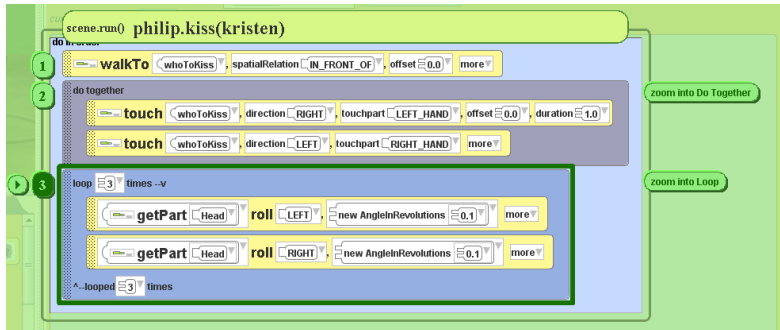 scene.run() philip.kiss(kristen)
do in order
1 walkTo whoToKiss , spatialRelation IN_FRONT_OF , offset 0.0 more
2 do together zoom into Do Together
touch whoToKiss , direction RIGHT , touchpart LEFT_HAND , offset 0.0 , duration 1.0
touch whoToKiss , direction LEFT , touchpart RIGHT_HAND more
3 loop 3 times --v zoom into Loop
getPart Head roll LEFT , new AngleInRevolutions 0.1 more
getPart Head roll RIGHT , new AngleInRevolutions 0.1 more
^--looped 3 times